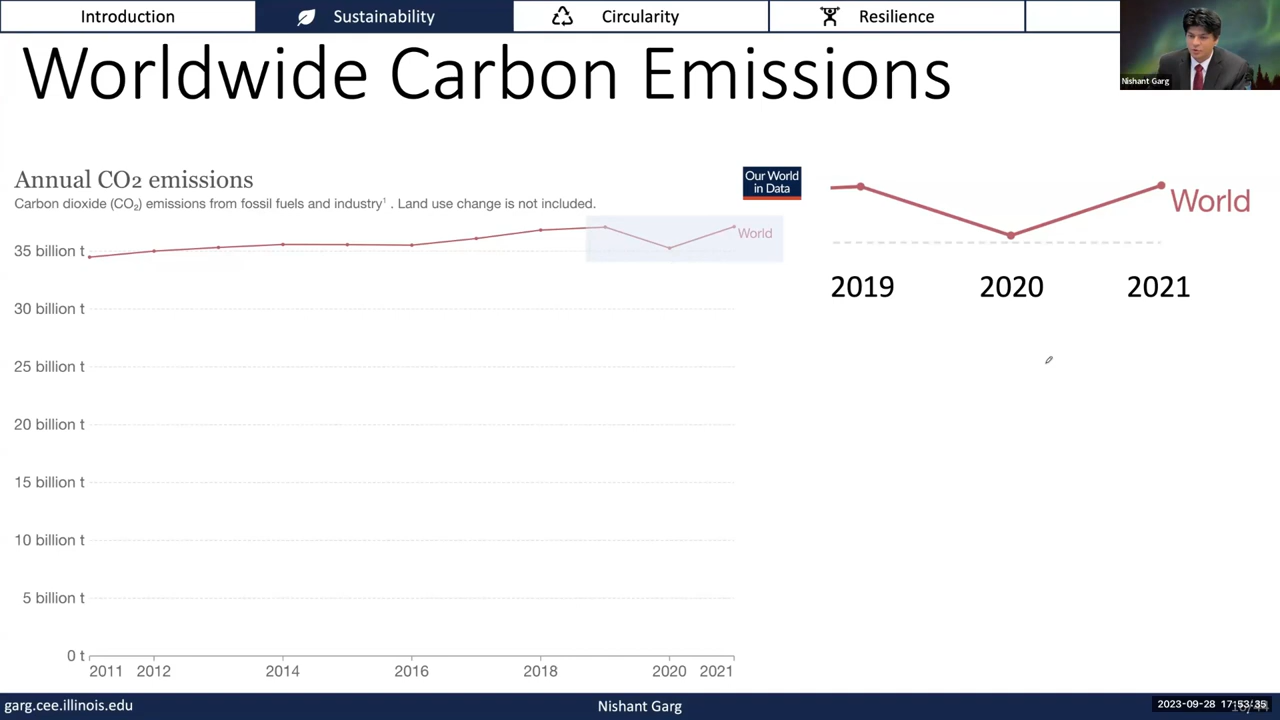 Introduction
Sustainability
Circularity
Resilience
Nishant Garg
Worldwide Carbon Emissions
Annual CO2 emissions
Carbon dioxide (CO₂) emissions from fossil fuels and industry¹ . Land use change is not included.
Our World
in Data
World
35 billion t
30 billion t
25 billion t
20 billion t
15 billion t
10 billion t
5 billion t
0 t
2011 2012 2014 2016 2018 2020 2021
World
2019 2020 2021
garg.cee.illinois.edu
Nishant Garg
2023-09-28 17:53:35